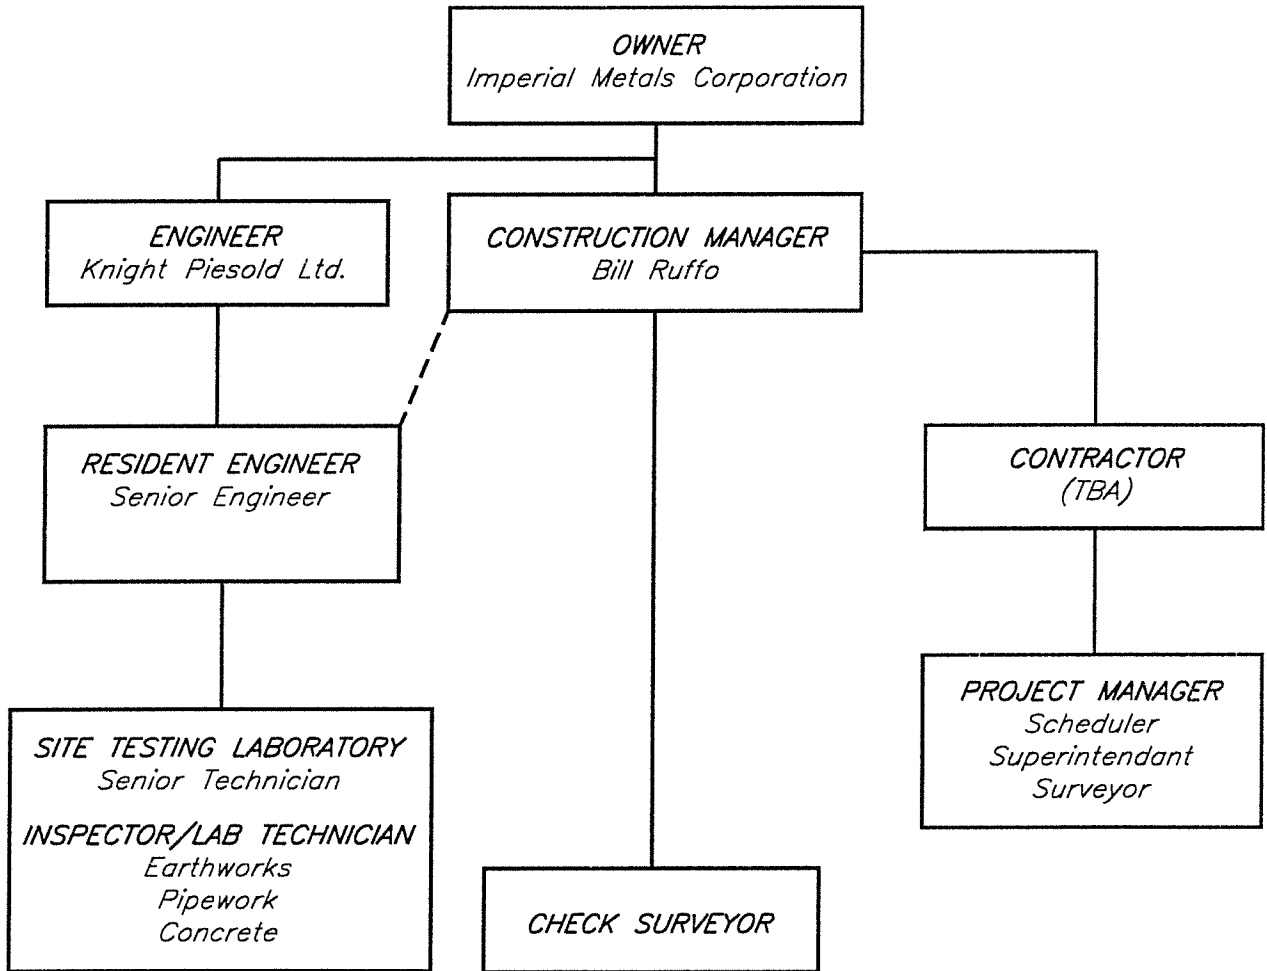 OWNER
Imperial Metals Corporation
ENGINEER
Knight Piesold Ltd.
CONSTRUCTION MANAGER
Bill Ruffo
RESIDENT ENGINEER
Senior Engineer
CONTRACTOR
(TBA)
PROJECT MANAGER
Scheduler
Superintendant
Surveyor
SITE TESTING LABORATORY
Senior Technician
INSPECTOR/LAB TECHNICIAN
Earthworks
Pipework
Concrete
CHECK SURVEYOR